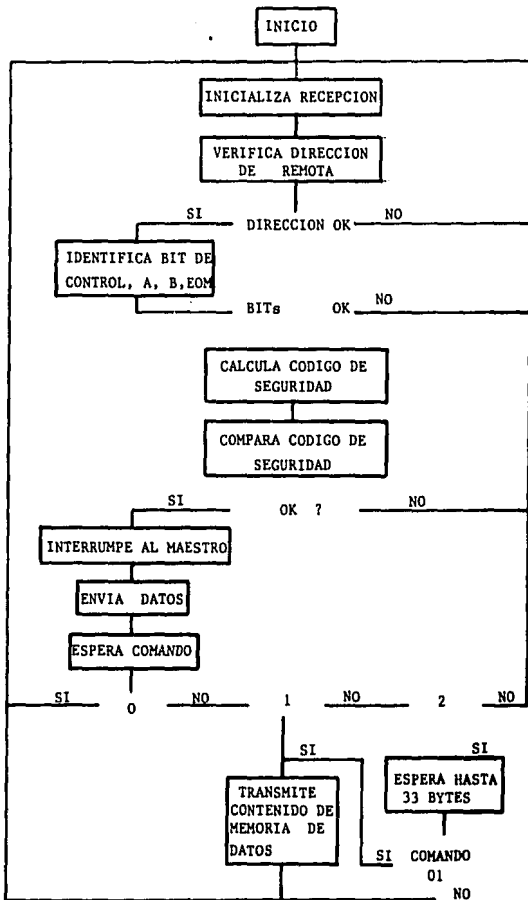 INICIO
INICIALIZA RECEPCION
VERIFICA DIRECCION
DE REMOTA
SI DIRECCION OK NO
IDENTIFICA BIT DE
CONTROL, A, B, EOM
BITs OK NO
CALCULA CODIGO DE
SEGURIDAD
COMPARA CODIGO DE
SEGURIDAD
SI OK ? NO
INTERRUMPE AL MAESTRO
ENVIA DATOS
ESPERA COMANDO
SI 0 NO 1 NO 2 NO
SI SI
TRANSMITE
CONTENIDO DE
MEMORIA DE
DATOS
ESPERA HASTA
33 BYTES
SI COMANDO
01
NO